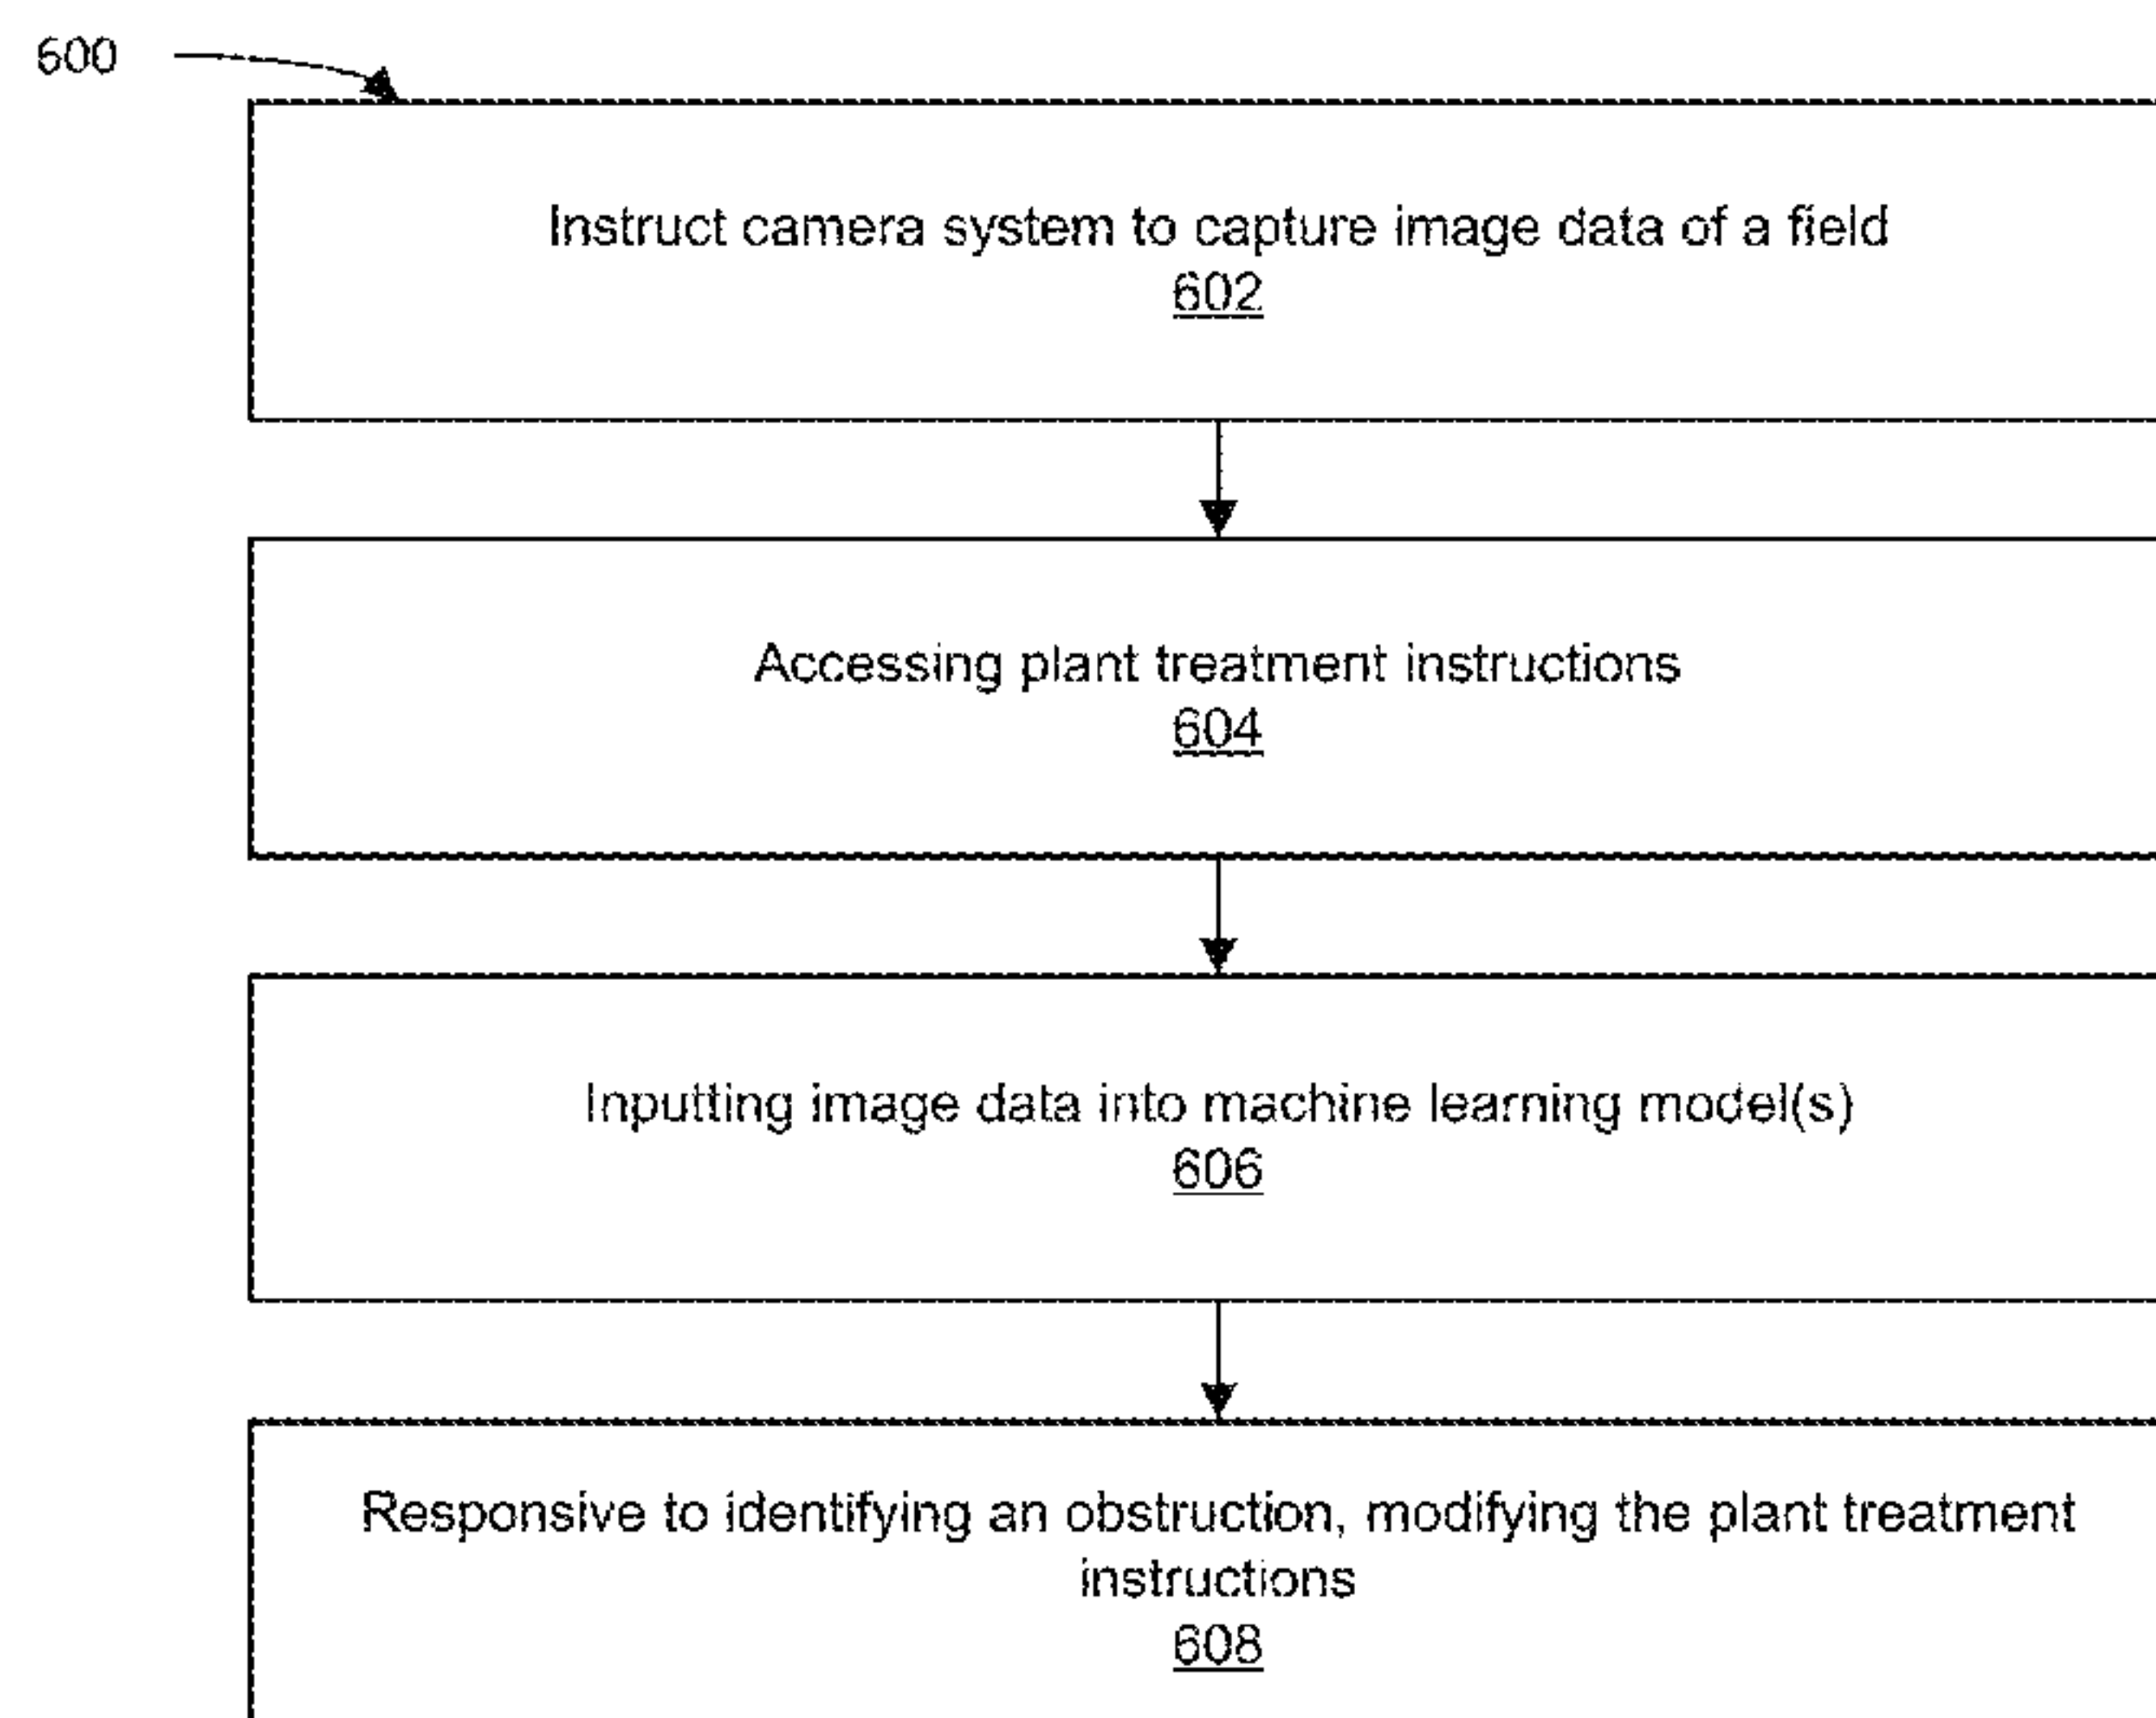 600
Instruct camera system to capture image data of a field
602
Accessing plant treatment instructions
604
Inputting image data into machine learning model(s)
606
Responsive to identifying an obstruction, modifying the plant treatment
instructions
608